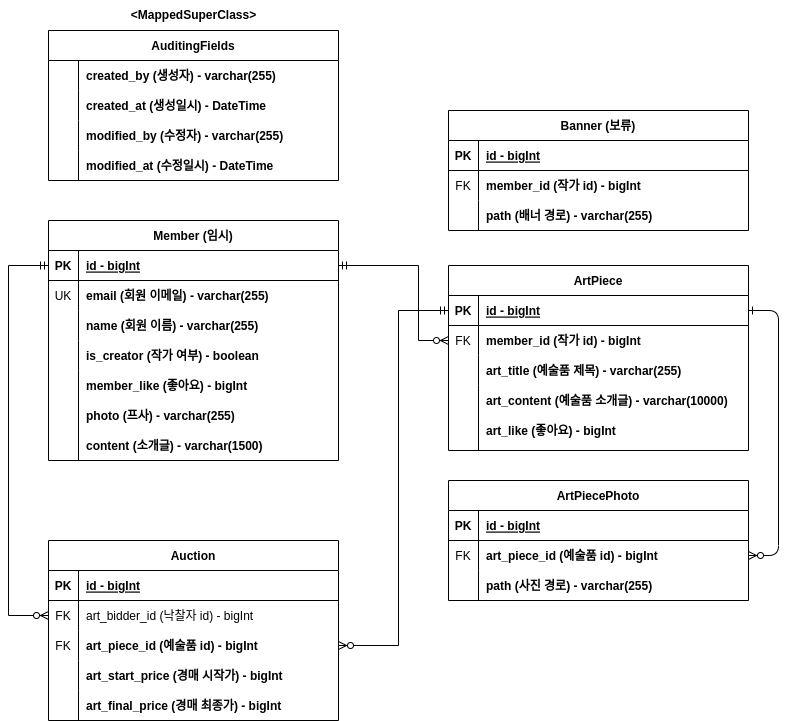 <MappedSuperClass>
AuditingFields
created_by (생성자) - varchar(255)
created_at (생성일시) - DateTime
modified_by (수정자) - varchar(255)
modified_at (수정일시) - DateTime
Banner (보류)
PK id - bigInt
FK member_id (작가 id) - bigInt
path (배너 경로) - varchar(255)
Member (임시)
PK id - bigInt
UK email (회원 이메일) - varchar(255)
name (회원 이름) - varchar(255)
is_creator (작가 여부) - boolean
member_like (좋아요) - bigInt
photo (프사) - varchar(255)
content (소개글) - varchar(1500)
ArtPiece
PK id - bigInt
FK member_id (작가 id) - bigInt
art_title (예술품 제목) - varchar(255)
art_content (예술품 소개글) - varchar(10000)
art_like (좋아요) - bigInt
ArtPiecePhoto
PK id - bigInt
FK art_piece_id (예술품 id) - bigInt
path (사진 경로) - varchar(255)
Auction
PK id - bigInt
FK art_bidder_id (낙찰자 id) - bigInt
FK art_piece_id (예술품 id) - bigInt
art_start_price (경매 시작가) - bigInt
art_final_price (경매 최종가) - bigInt